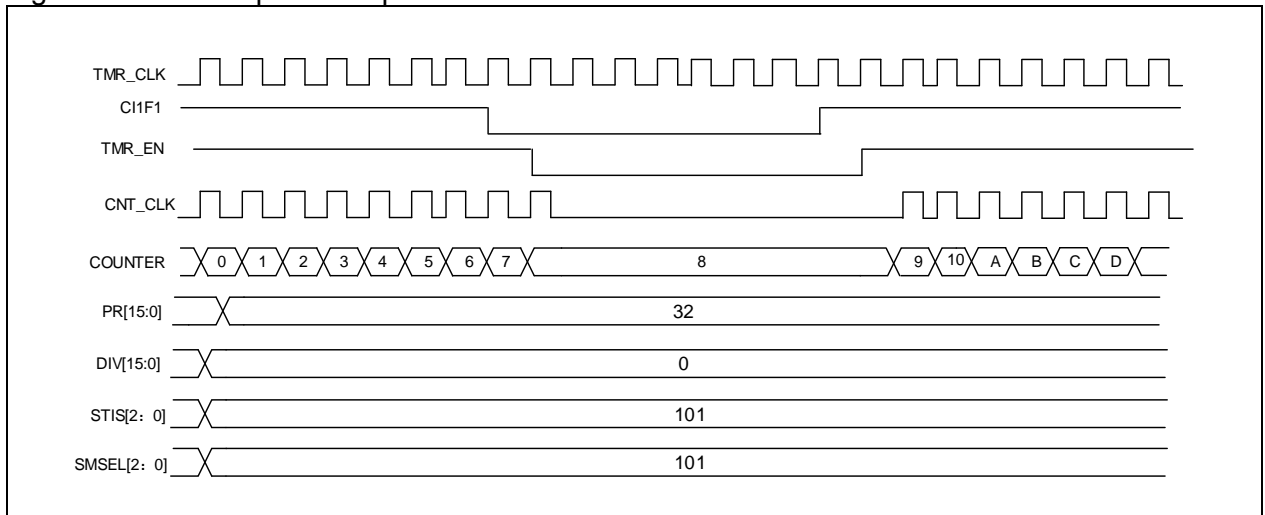 TMR_CLK
CI1F1
TMR_EN
CNT_CLK
COUNTER 0 1 2 3 4 5 6 7 8 9 10 A B C D
PR[15:0] 32
DIV[15:0] 0
STIS[2：0] 101
SMSEL[2：0] 101